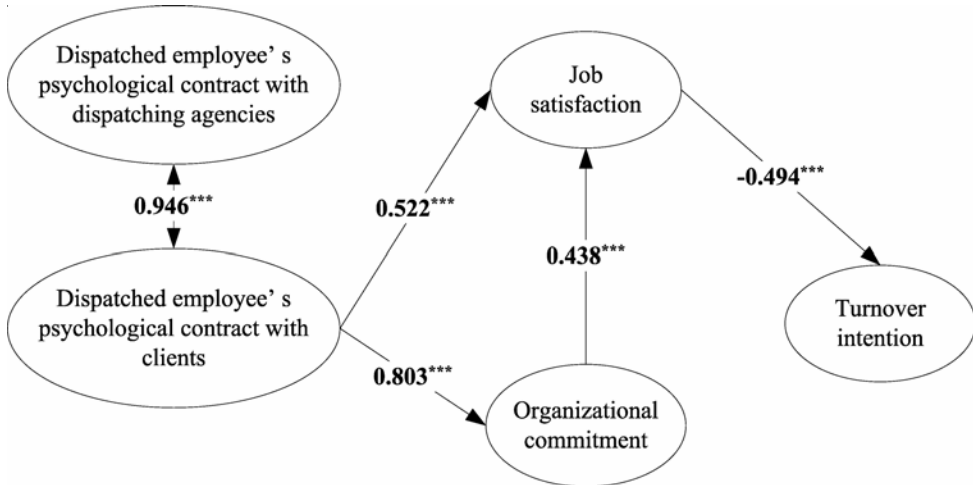 Dispatched employee’ s
psychological contract with
dispatching agencies
Job
satisfaction
0.946***
0.522***
-0.494***
0.438***
Dispatched employee’ s
psychological contract with
clients
Turnover
intention
0.803***
Organizational
commitment